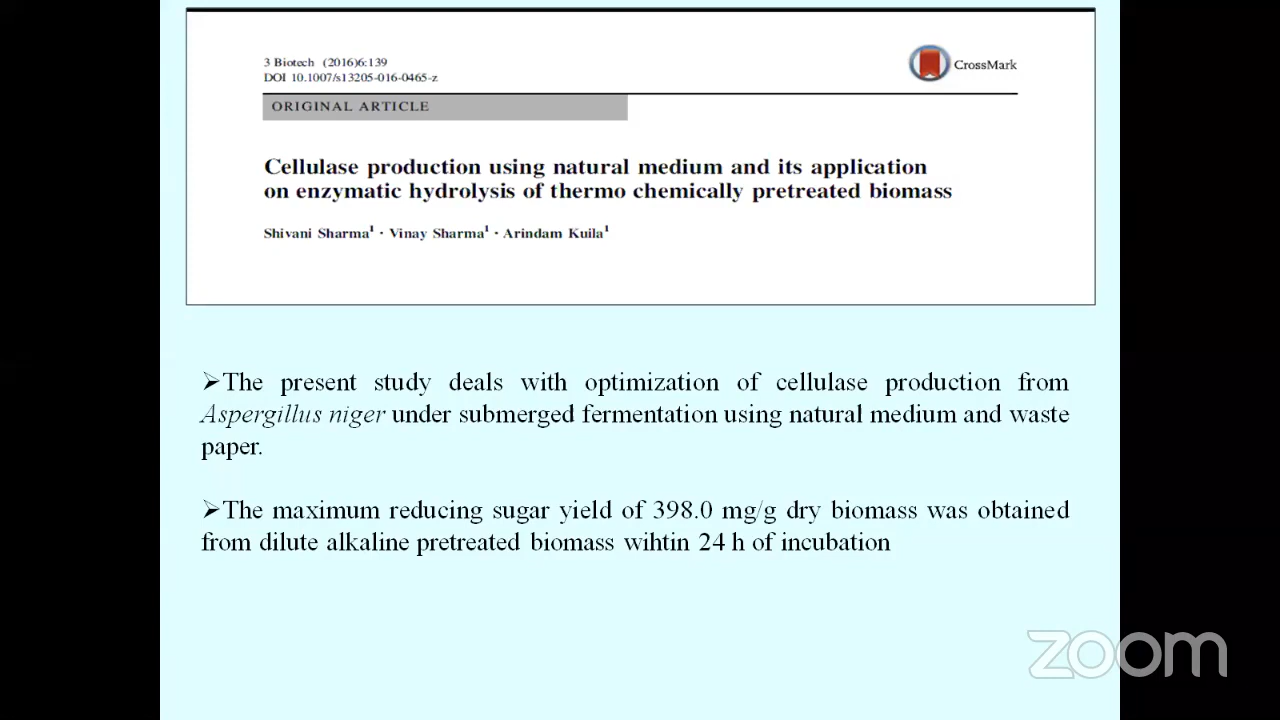 3 Biotech (2016)6:139
DOI 10.1007/s13205-016-0465-z
CrossMark
ORIGINAL ARTICLE
Cellulase production using natural medium and its application
on enzymatic hydrolysis of thermo chemically pretreated biomass
Shivani Sharma¹ · Vinay Sharma¹ · Arindam Kuila¹
➢The present study deals with optimization of cellulase production from
Aspergillus niger under submerged fermentation using natural medium and waste
paper.
➢The maximum reducing sugar yield of 398.0 mg/g dry biomass was obtained
from dilute alkaline pretreated biomass wihtin 24 h of incubation
zoom